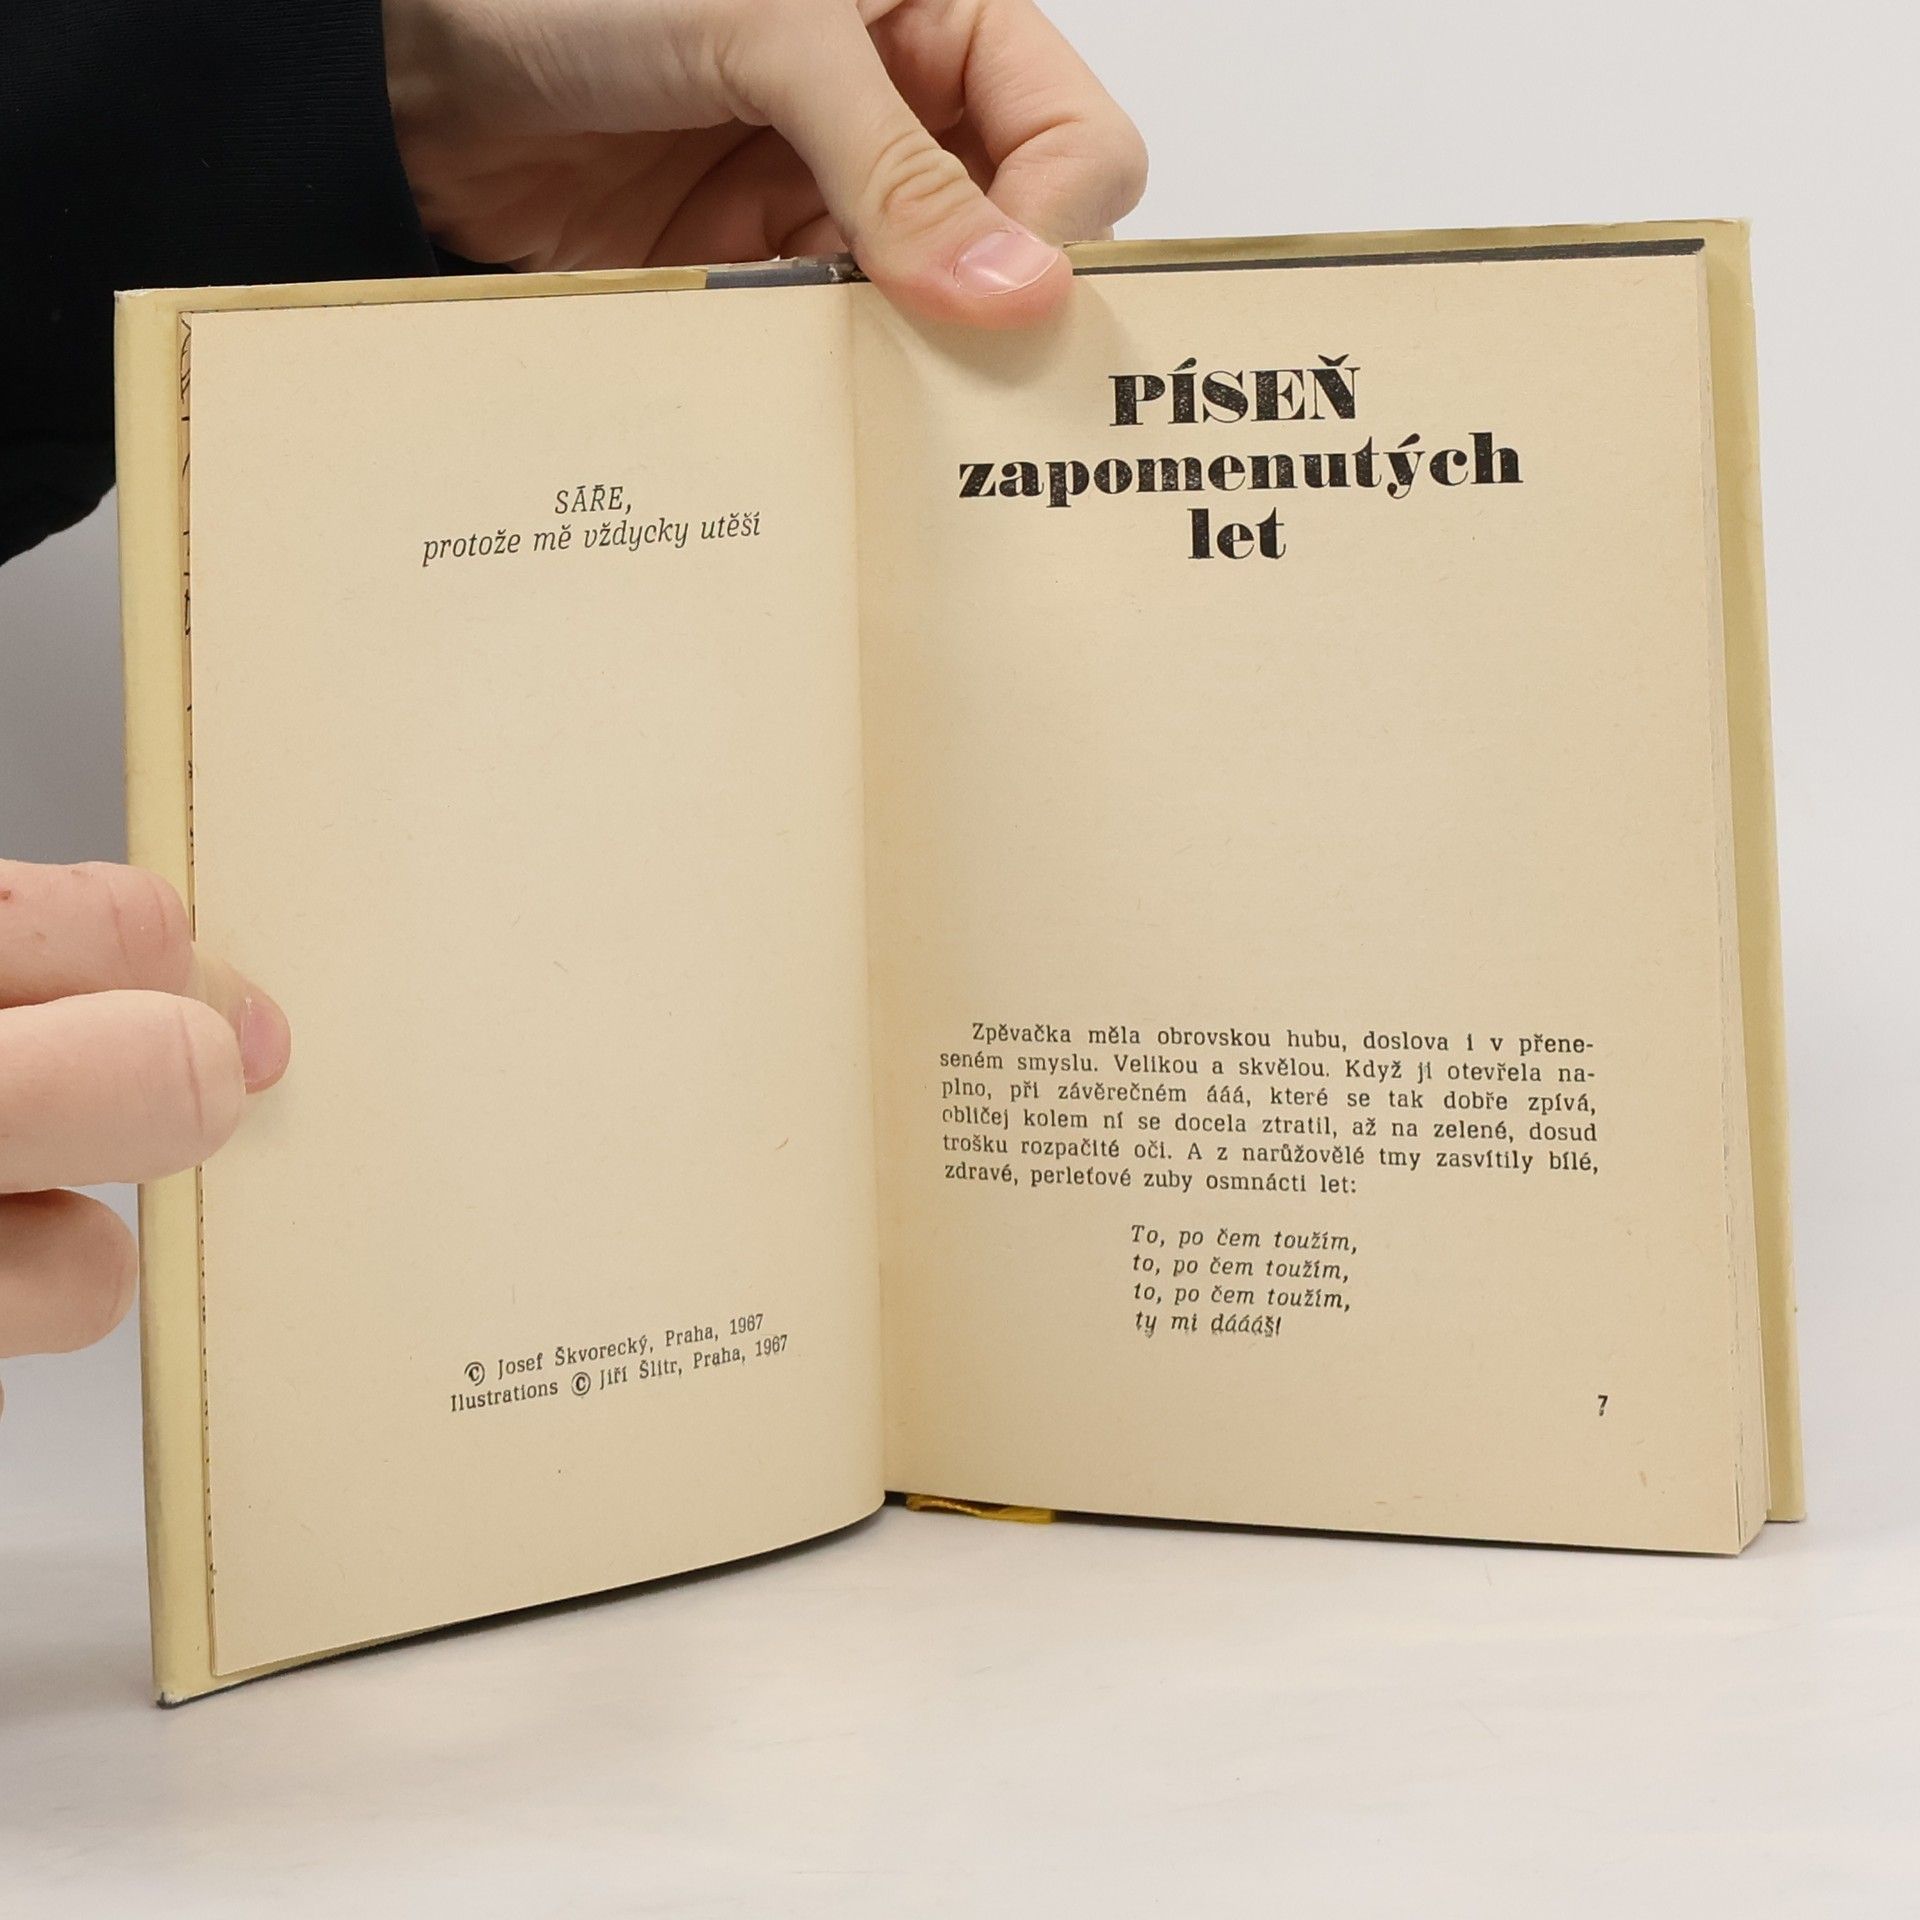 SÁŘE,
protože mě vždycky utěší
© Josef Škvorecký, Praha, 1967
Ilustrations © Jiří Šlitr, Praha, 1967
PÍSEŇ
zapomenutých
let
Zpěvačka měla obrovskou hubu, doslova i v přene-
seném smyslu. Velikou a skvělou. Když ji otevřela na-
plno, při závěrečném ááá, které se tak dobře zpívá,
obličej kolem ní se docela ztratil, až na zelené, dosud
trošku rozpačité oči. A z narůžovělé tmy zasvítily bílé,
zdravé, perleťové zuby osmnácti let:
To, po čem toužím,
to, po čem toužím,
to, po čem toužím,
ty mi dáááš!
7